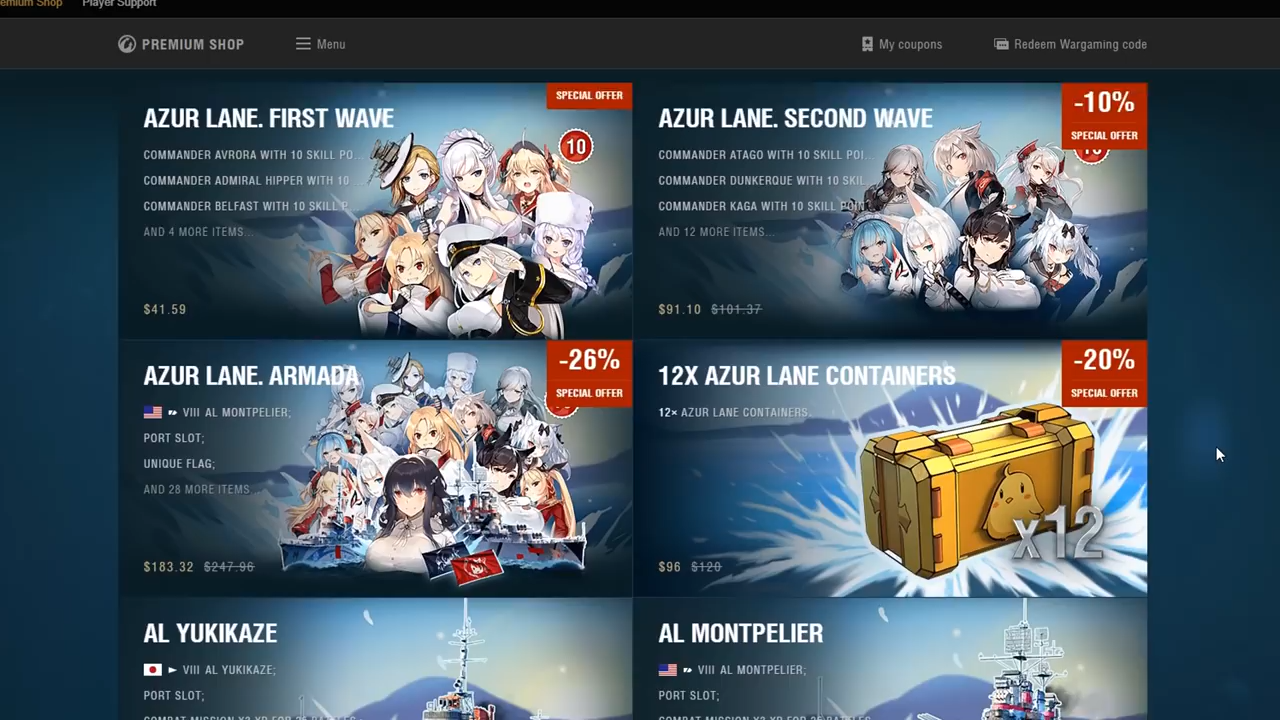 Premium Shop Player Support
PREMIUM SHOP Menu My coupons Redeem Wargaming code
AZUR LANE. FIRST WAVE
SPECIAL OFFER
10
COMMANDER AVRORA WITH 10 SKILL PO...
COMMANDER ADMIRAL HIPPER WITH 10 ...
COMMANDER BELFAST WITH 10 SKILL P...
AND 4 MORE ITEMS...
$41.59
AZUR LANE. SECOND WAVE
-10%
SPECIAL OFFER
COMMANDER ATAGO WITH 10 SKILL POI...
COMMANDER DUNKERQUE WITH 10 SKIL...
COMMANDER KAGA WITH 10 SKILL POIN...
AND 12 MORE ITEMS...
$91.10 $101.37
AZUR LANE. ARMADA
-26%
SPECIAL OFFER
VIII AL MONTPELIER;
PORT SLOT;
UNIQUE FLAG;
AND 28 MORE ITEMS...
$183.32 $247.96
12X AZUR LANE CONTAINERS
-20%
SPECIAL OFFER
12× AZUR LANE CONTAINERS.
x12
$96 $120
AL YUKIKAZE
VIII AL YUKIKAZE;
PORT SLOT;
AL MONTPELIER
VIII AL MONTPELIER;
PORT SLOT;